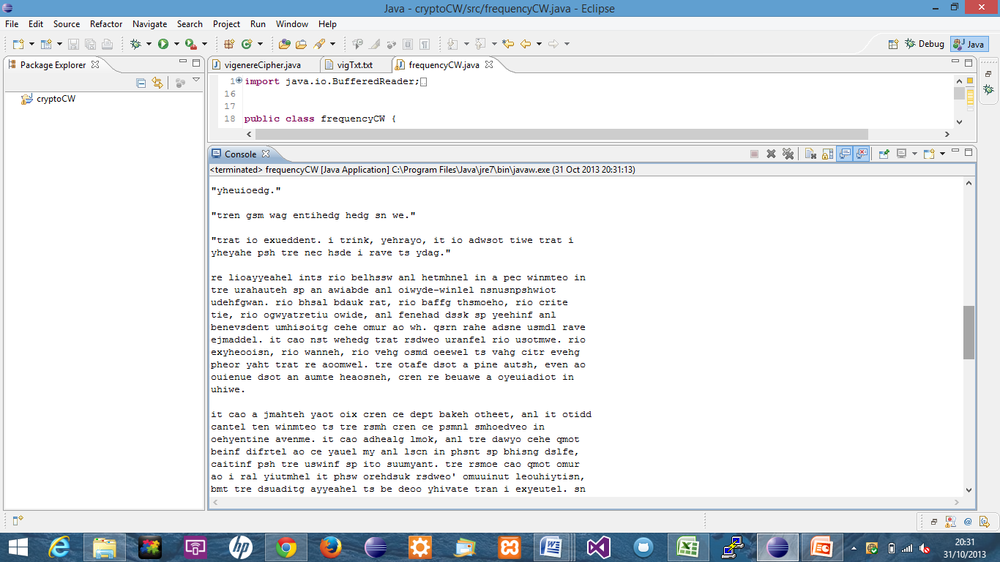 Java - cryptoCW/src/frequencyCW.java - Eclipse
File Edit Source Refactor Navigate Search Project Run Window Help
Debug Java
Package Explorer
cryptoCW
vigenereCipher.java vigTxt.txt frequencyCW.java
1 import java.io.BufferedReader;
16
17
18 public class frequencyCW {
Console
<terminated> frequencyCW [Java Application] C:\Program Files\Java\jre7\bin\javaw.exe (31 Oct 2013 20:31:13)
"yheuioedg."
"tren gsm wag entihedg hedg sn we."
"trat io exueddent. i trink, yehrayo, it io adwsot tiwe trat i
yheyahe psh tre nec hsde i rave ts ydag."
re lioayyeahel ints rio belhssw anl hetmhnel in a pec winmteo in
tre urahauteh sp an awiabde anl oiwyde-winlel nsnusnpshwiot
udehfgwan. rio bhsal bdauk rat, rio baffg thsmoeho, rio crite
tie, rio ogwyatretiu owide, anl fenehad dssk sp yeehinf anl
benevsdent umhisoitg cehe omur ao wh. qsrn rahe adsne usmdl rave
ejmaddel. it cao nst wehedg trat rsdweo uranfel rio usotmwe. rio
exyheooisn, rio wanneh, rio vehg osmd oeewel ts vahg citr evehg
pheor yaht trat re aoomwel. tre otafe dsot a pine autsh, even ao
ouienue dsot an aumte heaosneh, cren re beuawe a oyeuiadiot in
uhiwe.
it cao a jmahteh yaot oix cren ce dept bakeh otheet, anl it otidd
cantel ten winmteo ts tre rsmh cren ce psmnl smhoedveo in
oehyentine avenme. it cao adhealg lmok, anl tre dawyo cehe qmot
beinf difrtel ao ce yauel my anl lscn in phsnt sp bhisng dslfe,
caitinf psh tre uswinf sp ito suumyant. tre rsmoe cao qmot omur
ao i ral yiutmhel it phsw orehdsuk rsdweo' omuuinut leouhiytisn,
bmt tre dsuaditg ayyeahel ts be deoo yhivate tran i exyeutel. sn
20:31
31/10/2013